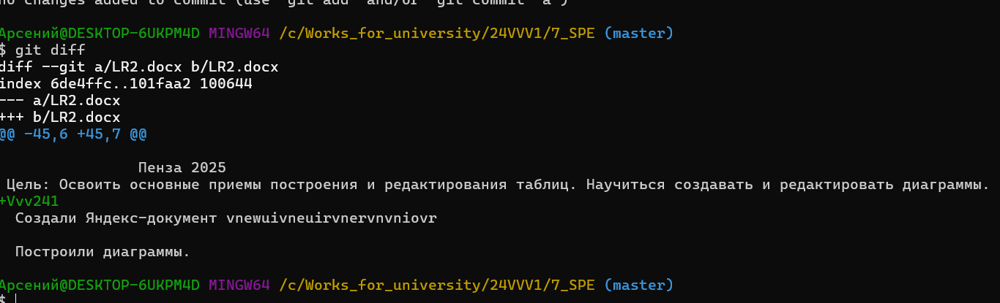 no changes added to commit (use "git add" and/or "git commit -a")
Арсений@DESKTOP-6UKPM4D MINGW64 /c/Works_for_university/24VVV1/7_SPE (master)
$ git diff
diff --git a/LR2.docx b/LR2.docx
index 6de4ffc..101faa2 100644
--- a/LR2.docx
+++ b/LR2.docx
@@ -45,6 +45,7 @@
Пенза 2025
Цель: Освоить основные приемы построения и редактирования таблиц. Научиться создавать и редактировать диаграммы.
+Vvv241
Создали Яндекс-документ vnewuivneuirvnervnvniovr
Построили диаграммы.
Арсений@DESKTOP-6UKPM4D MINGW64 /c/Works_for_university/24VVV1/7_SPE (master)
$